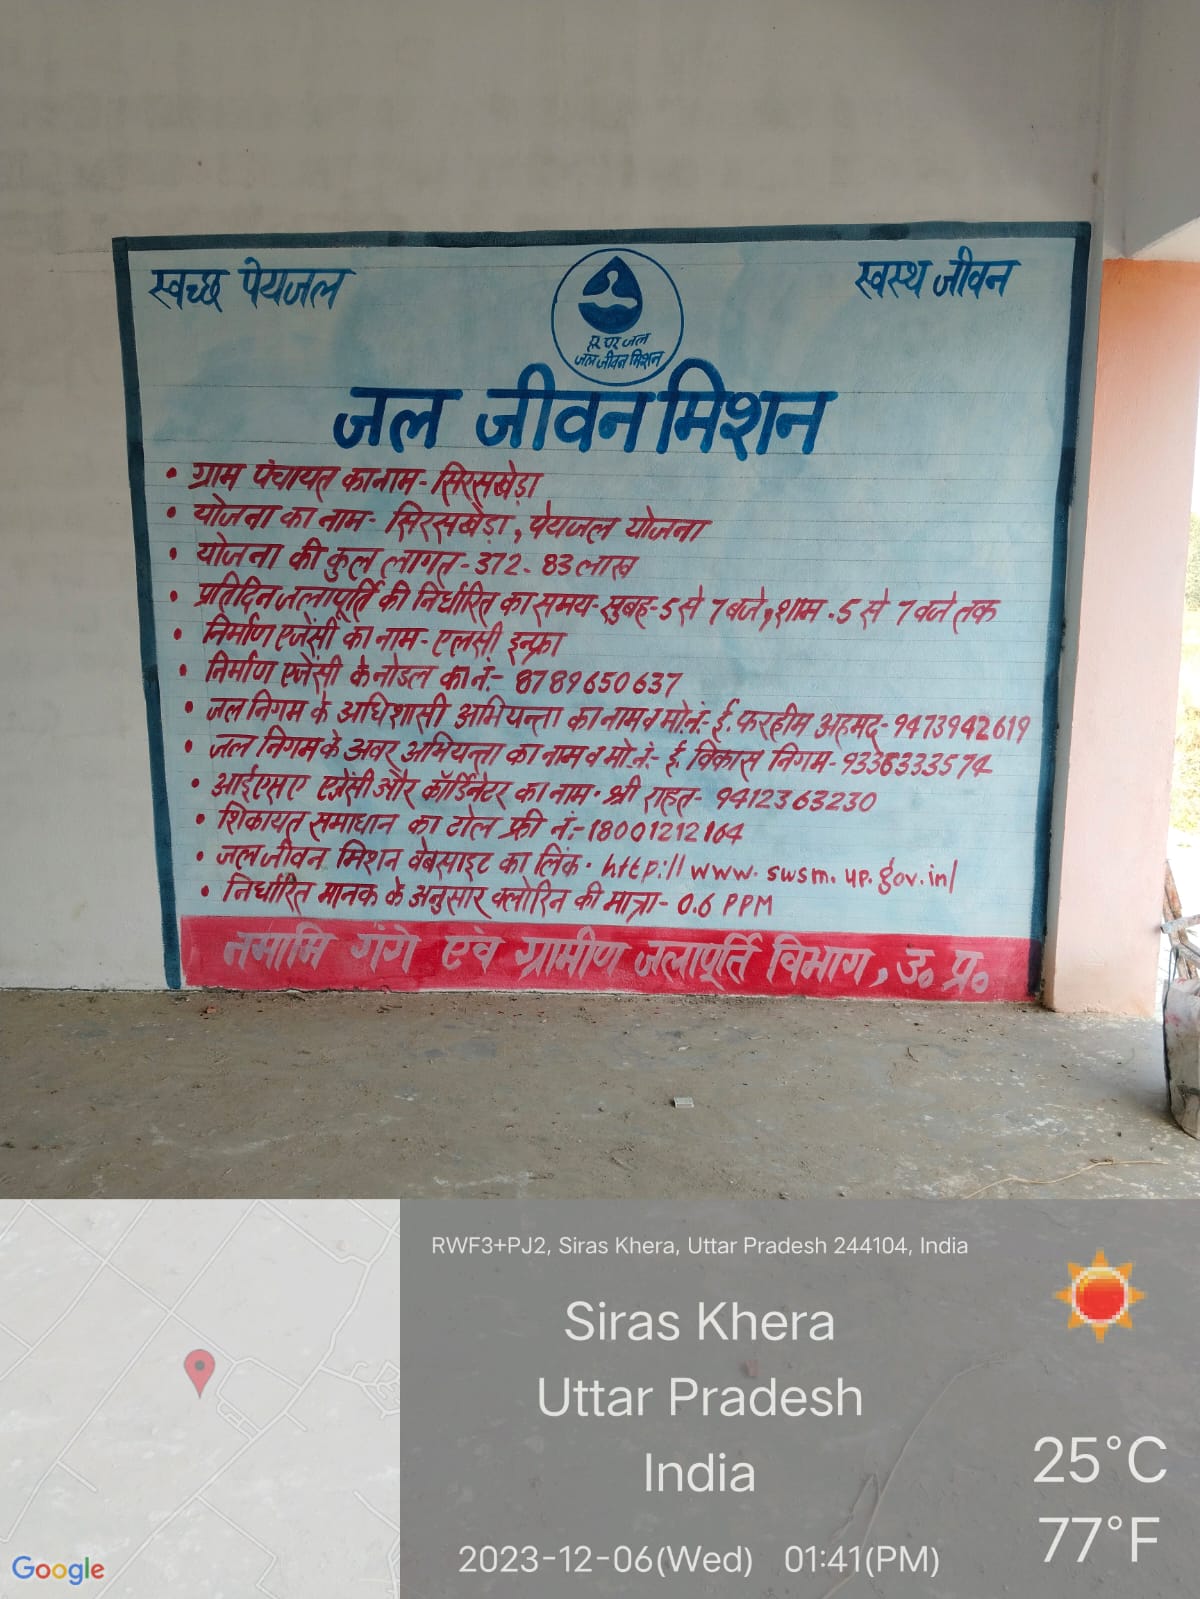 स्वच्छ पेयजल
स्वस्थ जीवन
हर घर जल
जल जीवन मिशन
जल जीवन मिशन
• ग्राम पंचायत का नाम- सिरसखेड़ा
• योजना का नाम- सिरसखेड़ा, पेयजल योजना
• योजना की कुल लागत- 372.83 लाख
• प्रतिदिन जलापूर्ति की निर्धारित का समय- सुबह- 5 से 7 बजे, शाम - 5 से 7 वजे तक
• निर्माण एजेंसी का नाम- एलसी इन्फ्रा
• निर्माण एजेंसी के नोडल का नं.- 8789650637
• जल निगम के अधिशासी अभियन्ता का नाम व मो.नं.- ई. फरहीम अहमद- 9473942619
• जल निगम के अवर अभियन्ता का नाम व मो.नं.- ई. विकास निगम- 9336333574
• आईएसए एजेंसी और कॉर्डिनेटर का नाम- श्री राहत- 9412363230
• शिकायत समाधान का टोल फ्री नं.- 18001212164
• जल जीवन मिशन वेबसाइट का लिंक- http://www.swsm.up.gov.in/
• निर्धारित मानक के अनुसार क्लोरिन की मात्रा- 0.6 PPM
नमामि गंगे एवं ग्रामीण जलापूर्ति विभाग, उ॰ प्र॰
RWF3+PJ2, Siras Khera, Uttar Pradesh 244104, India
Siras Khera
Uttar Pradesh
India
2023-12-06(Wed) 01:41(PM)
25°C
77°F
Google